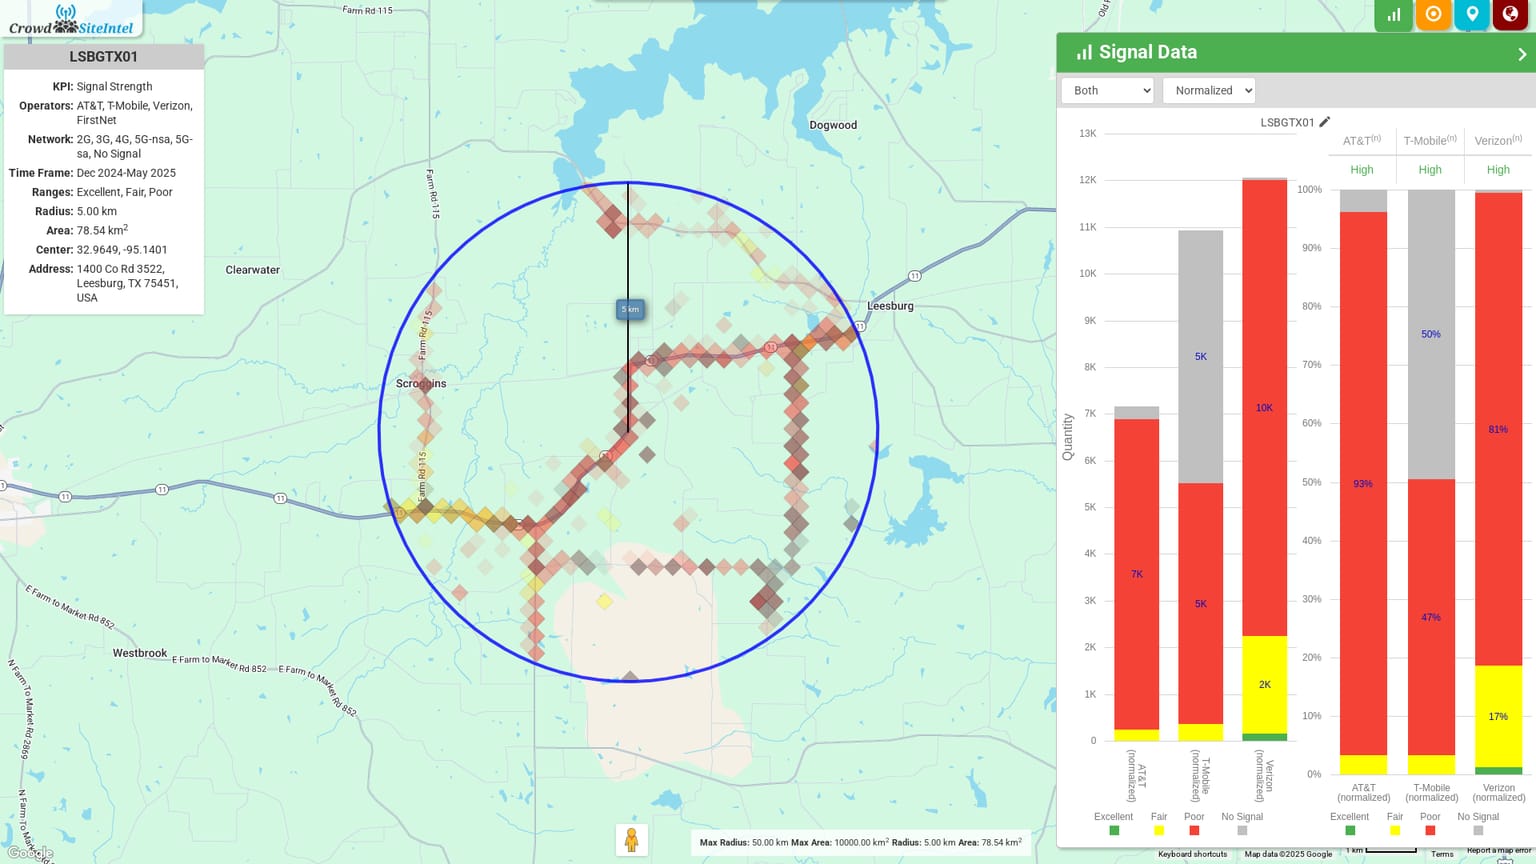 Crowd SiteIntel
LSBGTX01
KPI: Signal Strength
Operators: AT&T, T-Mobile, Verizon,
FirstNet
Network: 2G, 3G, 4G, 5G-nsa, 5G-
sa, No Signal
Time Frame: Dec 2024-May 2025
Ranges: Excellent, Fair, Poor
Radius: 5.00 km
Area: 78.54 km²
Center: 32.9649, -95.1401
Address: 1400 Co Rd 3522,
Leesburg, TX 75451,
USA
Farm Rd 115
Farm Rd 115
Dogwood
Clearwater
Leesburg
5 km
Farm Rd 115
Scroggins
Farm Rd 115
11
11
11
11
11
11
11
11
11
E Farm to Market Rd 852
Westbrook
E Farm to Market Rd 852
E Farm to Market Rd 852
N Farm To Market Rd 2869
N Farm To Market Rd
Google
Max Radius: 50.00 km Max Area: 10000.00 km² Radius: 5.00 km Area: 78.54 km²
Signal Data
Both
Normalized
LSBGTX01
Quantity
13K
12K
11K
10K
9K
8K
7K
6K
5K
4K
3K
2K
1K
0
7K
5K
5K
10K
2K
AT&T
(normalized)
T-Mobile
(normalized)
Verizon
(normalized)
Excellent
Fair
Poor
No Signal
AT&T(n)
T-Mobile(n)
Verizon(n)
High
High
High
100%
90%
80%
70%
60%
50%
40%
30%
20%
10%
0%
93%
50%
47%
81%
17%
AT&T
(normalized)
T-Mobile
(normalized)
Verizon
(normalized)
Excellent
Fair
Poor
No Signal
Keyboard shortcuts
Map data ©2025 Google
1 km
Terms
Report a map error